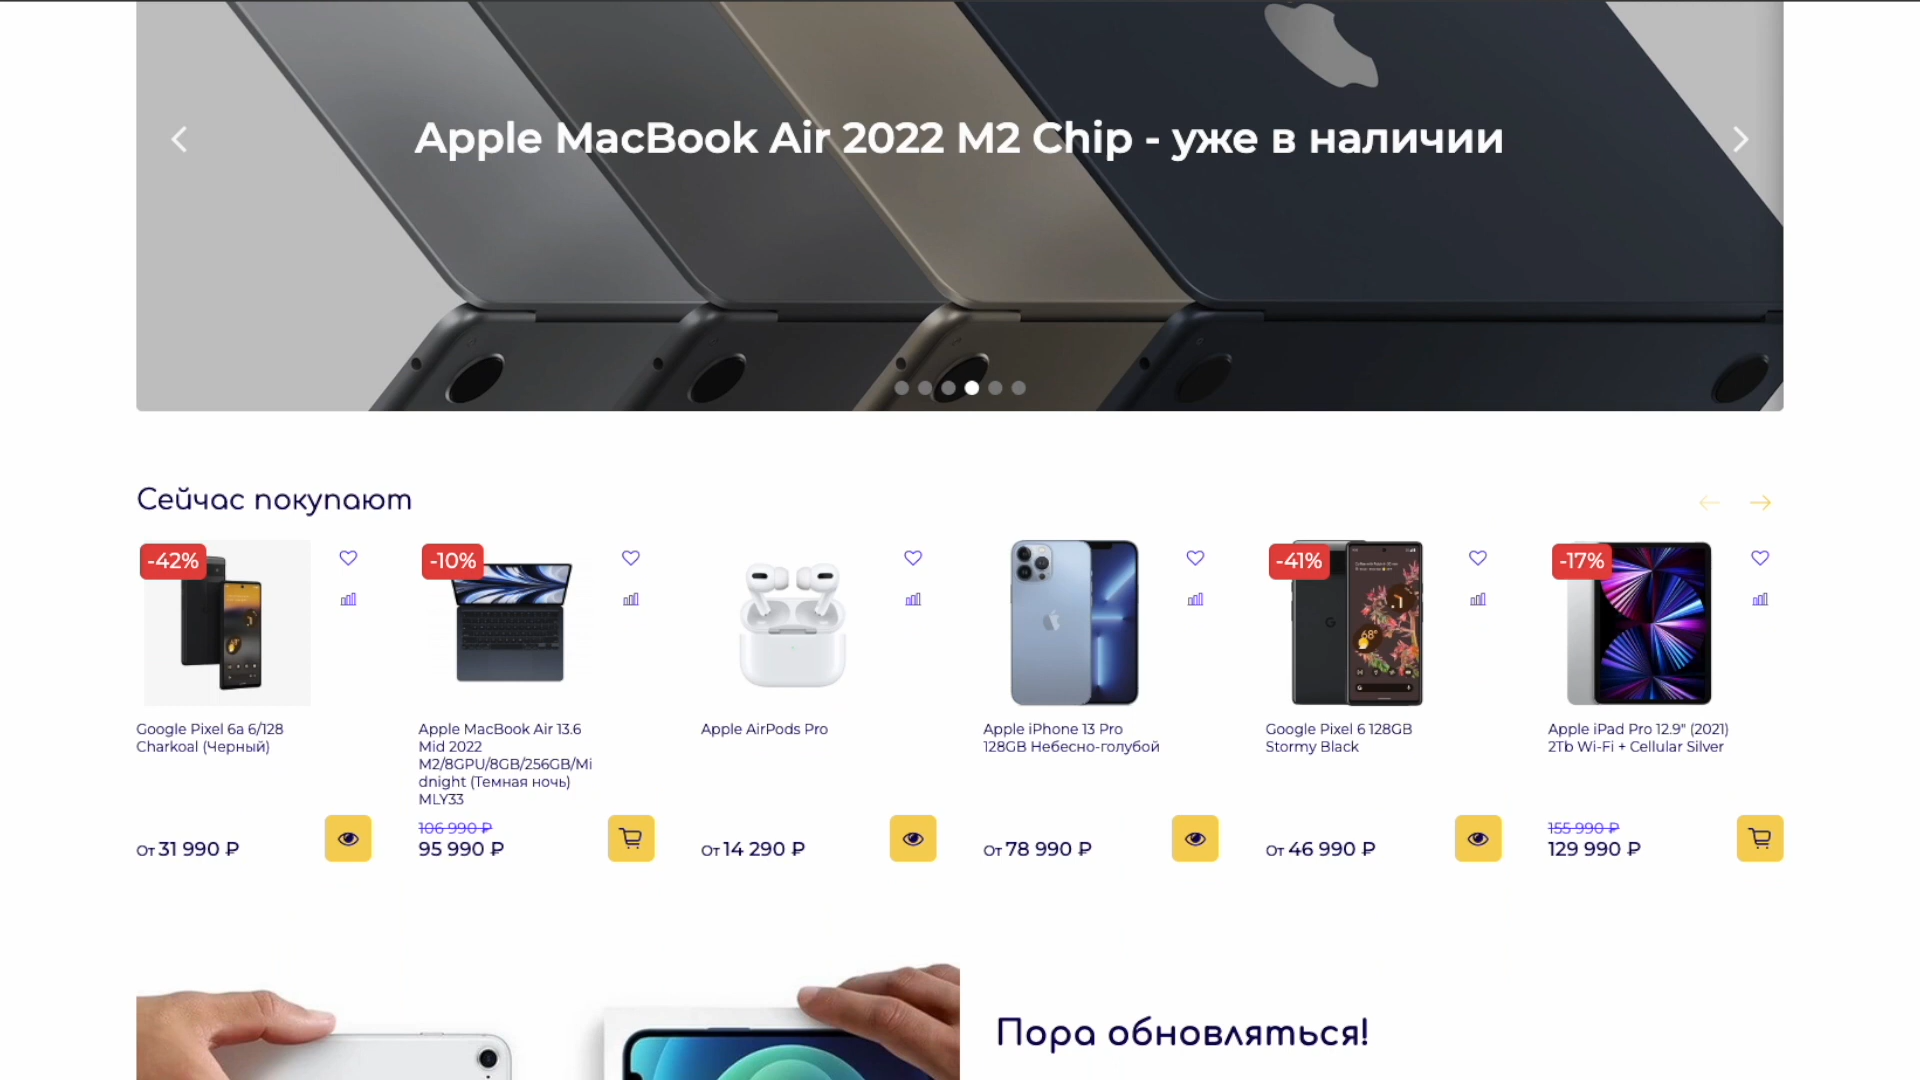 Apple MacBook Air 2022 M2 Chip - уже в наличии
Сейчас покупают
-42%
-10%
-41%
-17%
68°
Google Pixel 6a 6/128
Charkoal (Черный)
Apple MacBook Air 13.6
Mid 2022
M2/8GPU/8GB/256GB/Mi
dnight (Темная ночь)
MLY33
Apple AirPods Pro
Apple iPhone 13 Pro
128GB Небесно-голубой
Google Pixel 6 128GB
Stormy Black
Apple iPad Pro 12.9" (2021)
2Tb Wi-Fi + Cellular Silver
От 31 990 ₽
106 990 ₽
95 990 ₽
От 14 290 ₽
От 78 990 ₽
От 46 990 ₽
155 990 ₽
129 990 ₽
Пора обновляться!